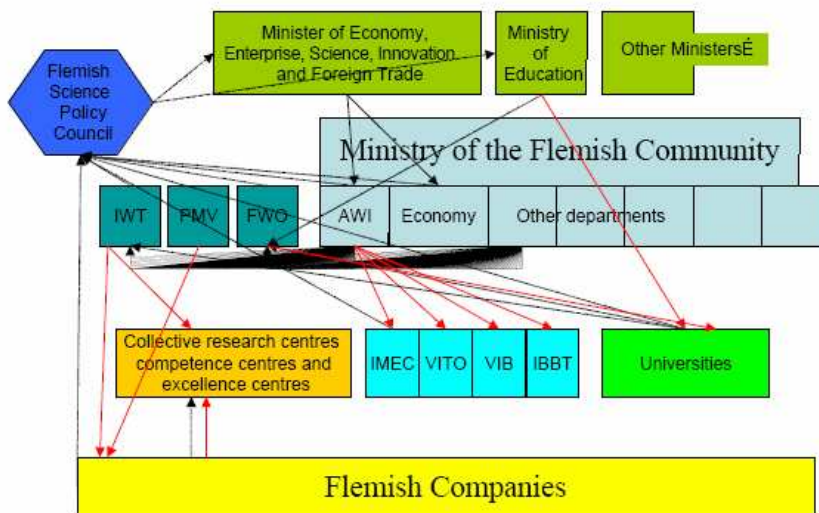 Minister of Economy,
Enterprise, Science, Innovation
and Foreign Trade
Ministry
of
Education
Other MinistersÉ
Flemish
Science
Policy
Council
Ministry of the Flemish Community
IWT
PMV
FWO
AWI
Economy
Other departments
Collective research centres
competence centres and
excellence centres
IMEC
VITO
VIB
IBBT
Universities
Flemish Companies